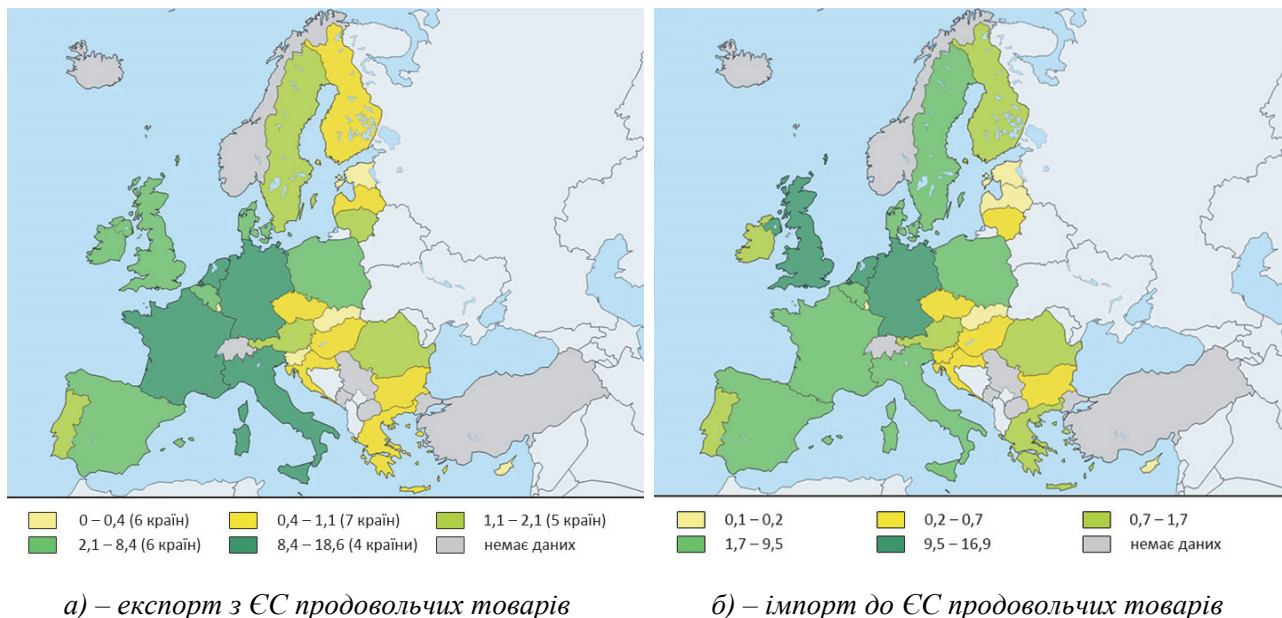 0 – 0,4 (6 країн)
0,4 – 1,1 (7 країн)
1,1 – 2,1 (5 країн)
2,1 – 8,4 (6 країн)
8,4 – 18,6 (4 країни)
немає даних
0,1 – 0,2
0,2 – 0,7
0,7 – 1,7
1,7 – 9,5
9,5 – 16,9
немає даних
а) – експорт з ЄС продовольчих товарів
б) – імпорт до ЄС продовольчих товарів